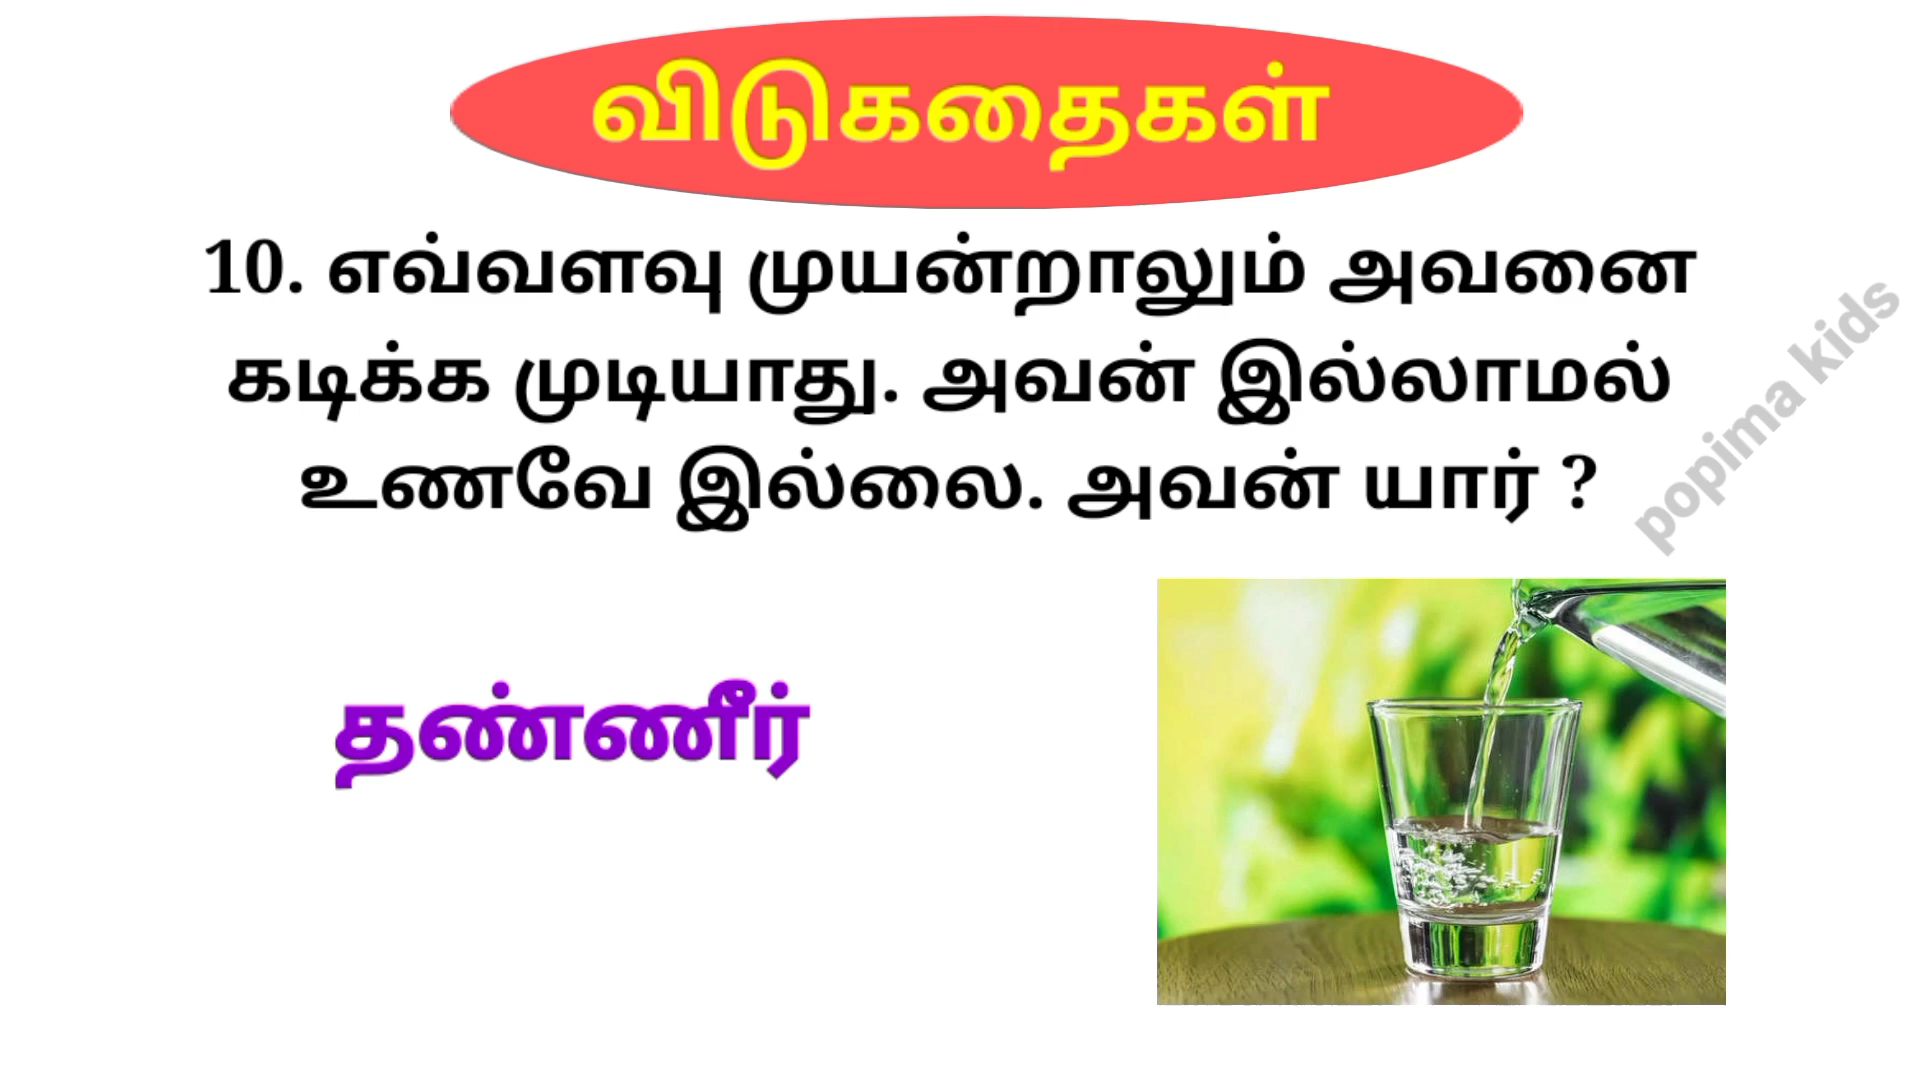 விடுகதைகள்
10. எவ்வளவு முயன்றாலும் அவனை
கடிக்க முடியாது. அவன் இல்லாமல்
உணவே இல்லை. அவன் யார் ?
தண்ணீர்
popima kids